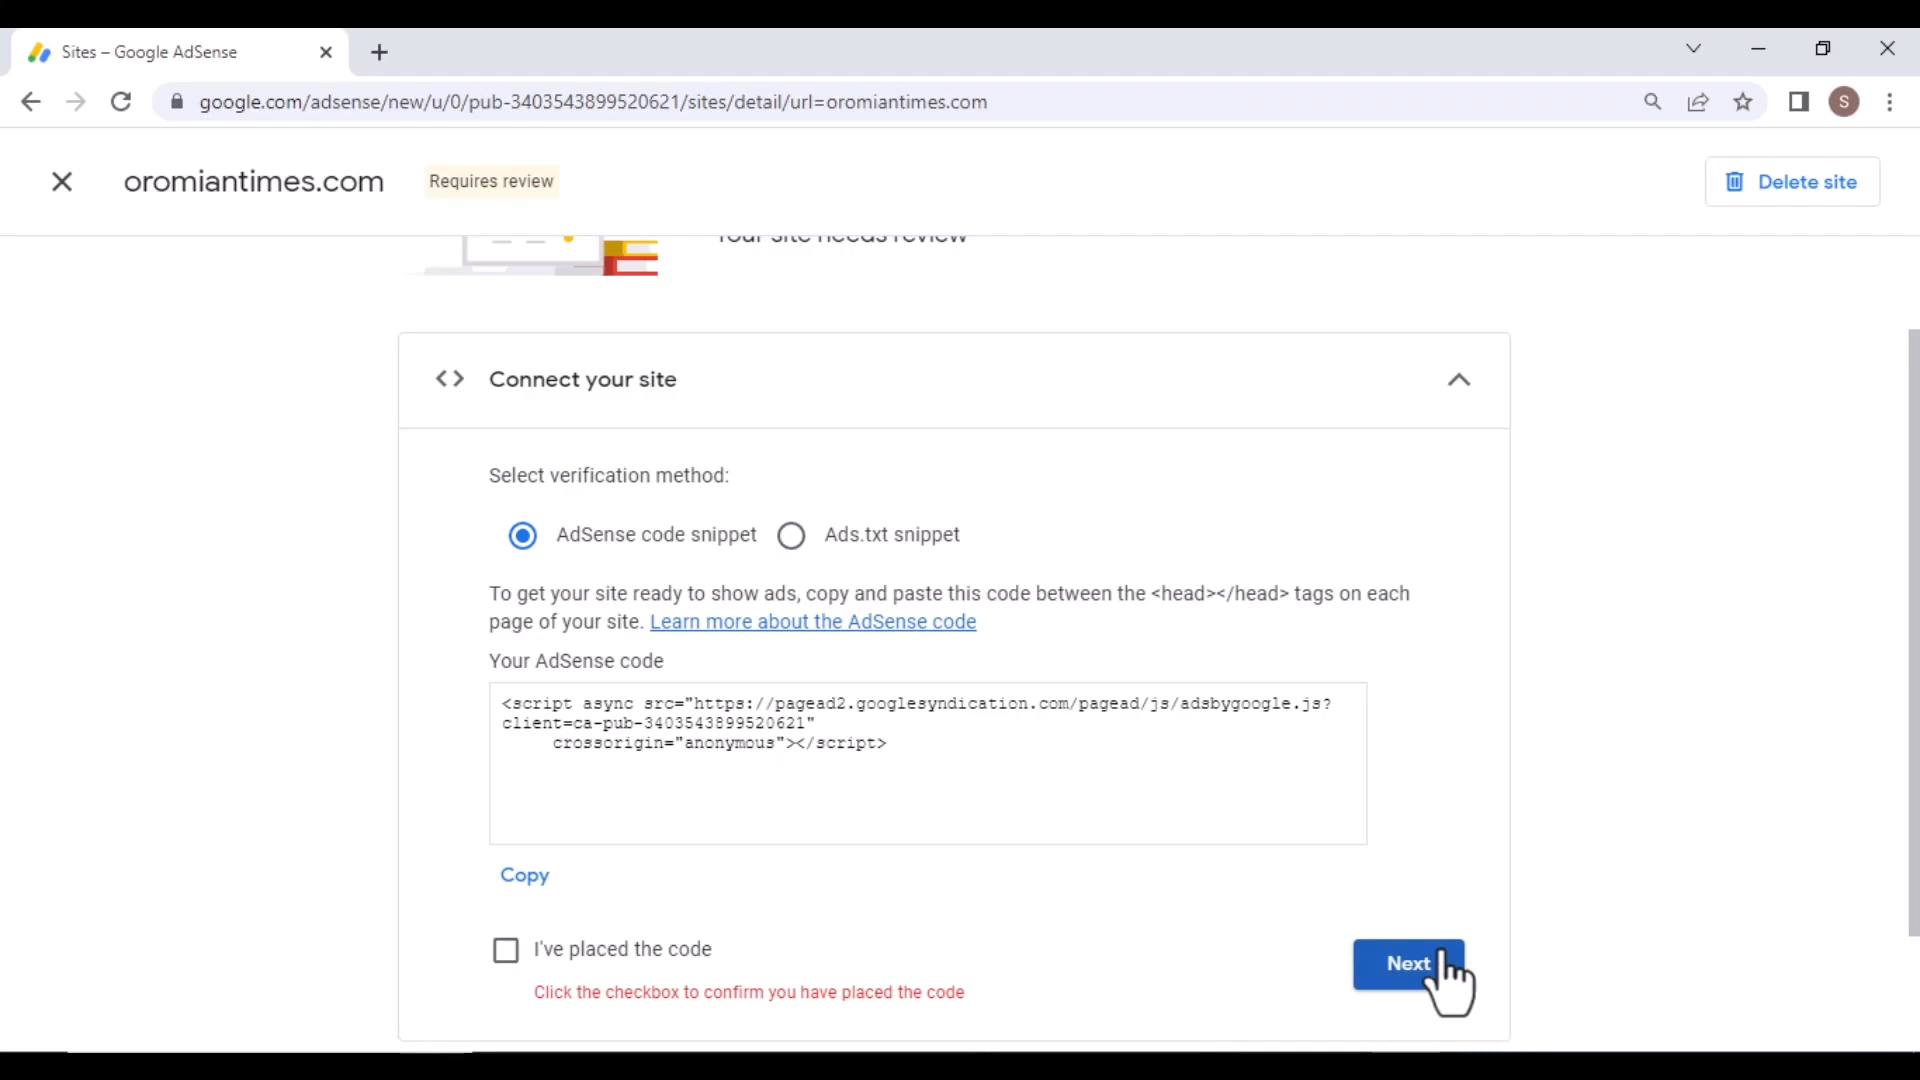 Sites – Google AdSense
google.com/adsense/new/u/0/pub-3403543899520621/sites/detail/url=oromiantimes.com
S
oromiantimes.com
Requires review
Delete site
Your site needs review
Connect your site
Select verification method:
AdSense code snippet
Ads.txt snippet
To get your site ready to show ads, copy and paste this code between the <head></head> tags on each
page of your site. Learn more about the AdSense code
Your AdSense code
<script async src="https://pagead2.googlesyndication.com/pagead/js/adsbygoogle.js?
client=ca-pub-3403543899520621"
crossorigin="anonymous"></script>
Copy
I've placed the code
Next
Click the checkbox to confirm you have placed the code